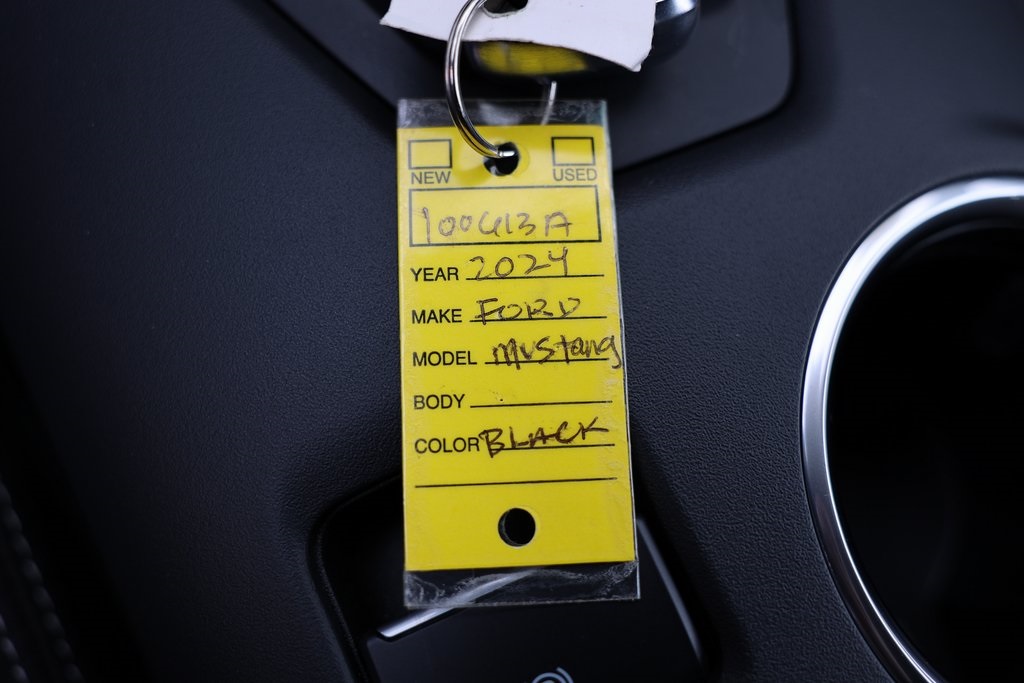 NEW USED
100613A
YEAR 2024
MAKE FORD
MODEL Mustang
BODY
COLOR BLACK